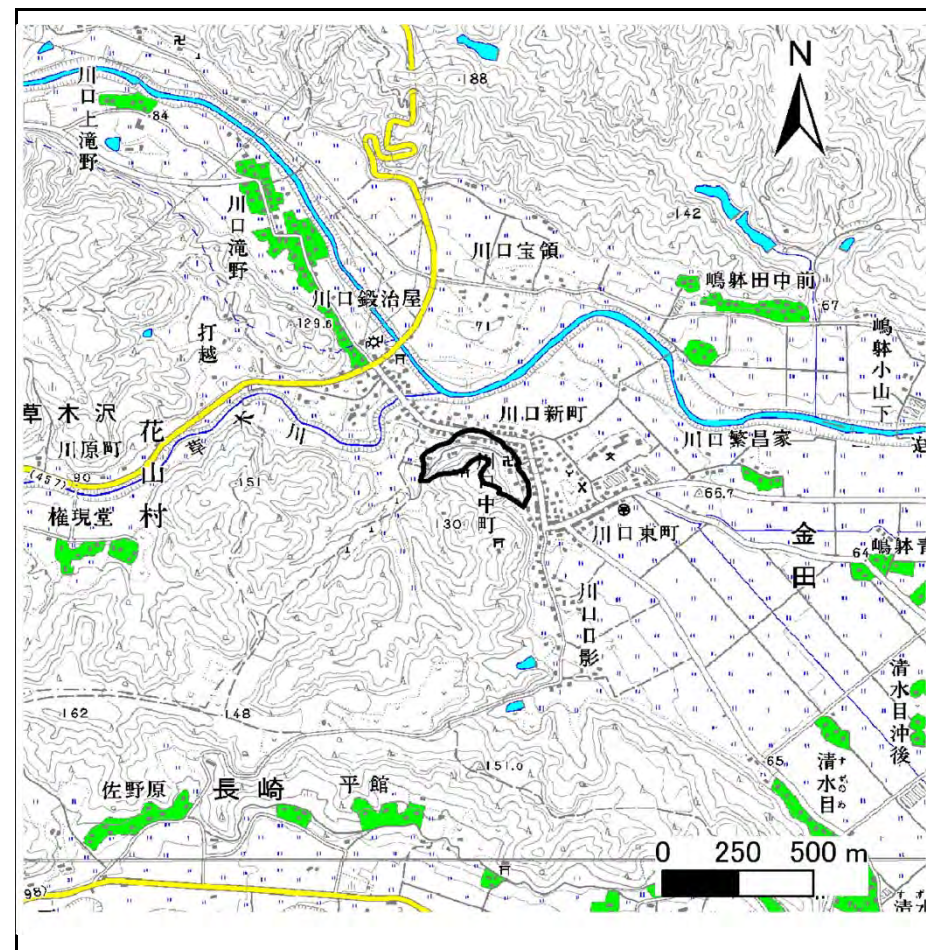 N
188
川口上滝野
84
川口滝野
142
川口宝領
嶋躰田中前
67
川口鍛治屋
129.6
71
嶋躰小山下
打越
草木沢
花山村
川原町
川口新町
川口繁昌家
(457)
90
151
権現堂
中町
130
66.7
川口東町
金田
64
川口日影
清水目沖後
162
148
151.0
65
清水目
佐野原
長崎
平館
0 250 500 m
98)